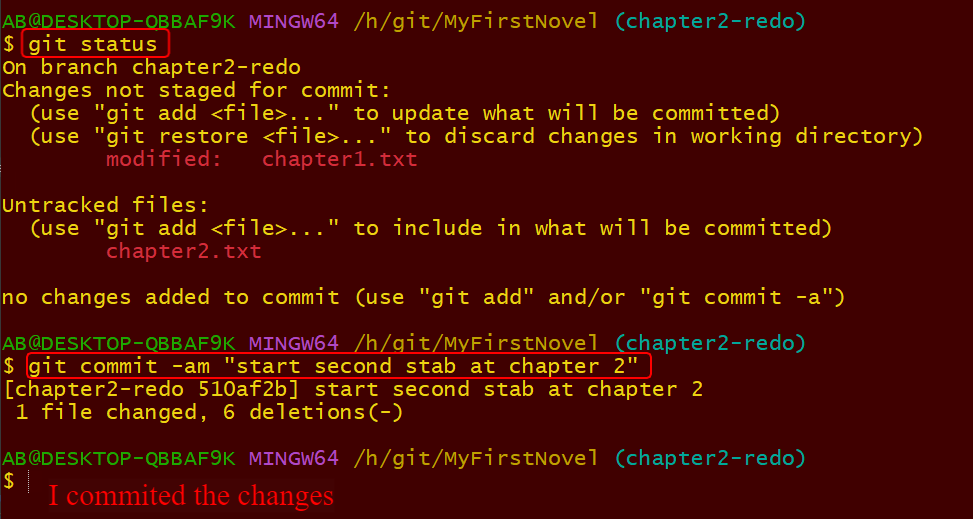 AB@DESKTOP-QBBAF9K MINGW64 /h/git/MyFirstNovel (chapter2-redo)
$ git status
On branch chapter2-redo
Changes not staged for commit:
  (use "git add <file>..." to update what will be committed)
  (use "git restore <file>..." to discard changes in working directory)
        modified:   chapter1.txt

Untracked files:
  (use "git add <file>..." to include in what will be committed)
        chapter2.txt

no changes added to commit (use "git add" and/or "git commit -a")

AB@DESKTOP-QBBAF9K MINGW64 /h/git/MyFirstNovel (chapter2-redo)
$ git commit -am "start second stab at chapter 2"
[chapter2-redo 510af2b] start second stab at chapter 2
 1 file changed, 6 deletions(-)

AB@DESKTOP-QBBAF9K MINGW64 /h/git/MyFirstNovel (chapter2-redo)
$
I commited the changes